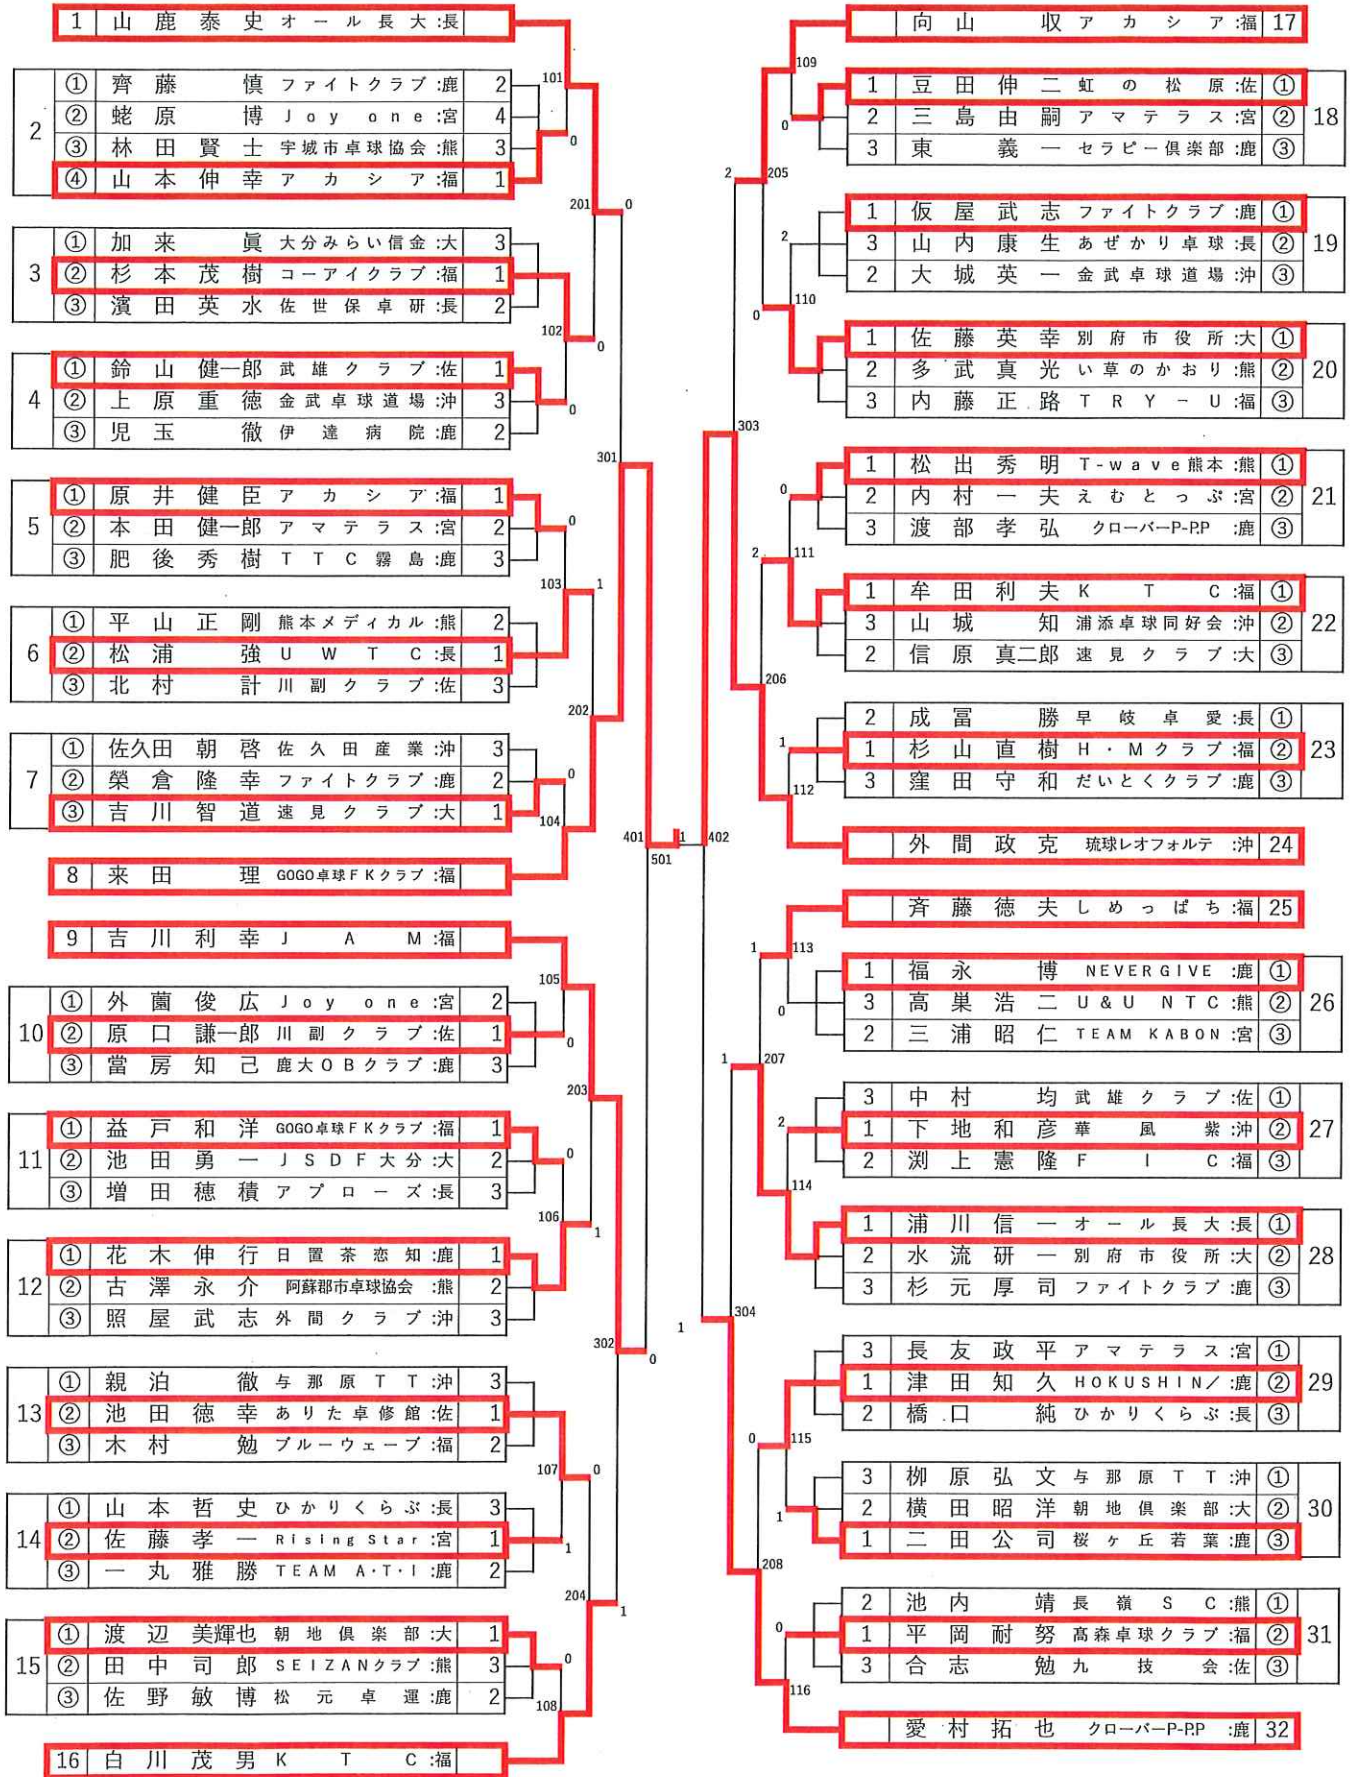 1 山鹿泰史 オール長大:長
2
① 齊藤慎 ファイトクラブ:鹿 2
② 蛯原博 Joy one:宮 4
③ 林田賢士 宇城市卓球協会:熊 3
④ 山本伸幸 アカシア:福 1
3
① 加来眞 大分みらい信金:大 3
② 杉本茂樹 コーアイクラブ:福 1
③ 濱田英水 佐世保卓研:長 2
4
① 鈴山健一郎 武雄クラブ:佐 1
② 上原重徳 金武卓球道場:沖 3
③ 児玉徹 伊達病院:鹿 2
5
① 原井健臣 アカシア:福 1
② 本田健一郎 アマテラス:宮 2
③ 肥後秀樹 TTC霧島:鹿 3
6
① 平山正剛 熊本メディカル:熊 2
② 松浦強 UWTC:長 1
③ 北村計 川副クラブ:佐 3
7
① 佐久田朝啓 佐久田産業:沖 3
② 榮倉隆幸 ファイトクラブ:鹿 2
③ 吉川智道 速見クラブ:大 1
8 来田理 GOGO卓球FKクラブ:福
9 吉川利幸 JAM:福
10
① 外薗俊広 Joy one:宮 2
② 原口謙一郎 川副クラブ:佐 1
③ 當房知己 鹿大OBクラブ:鹿 3
11
① 益戸和洋 GOGO卓球FKクラブ:福 1
② 池田勇一 JSDF大分:大 2
③ 増田穂積 アプローズ:長 3
12
① 花木伸行 日置茶恋知:鹿 1
② 古澤永介 阿蘇郡市卓球協会:熊 2
③ 照屋武志 外間クラブ:沖 3
13
① 親泊徹 与那原TT:沖 3
② 池田徳幸 ありた卓修館:佐 1
③ 木村勉 ブルーウェーブ:福 2
14
① 山本哲史 ひかりくらぶ:長 3
② 佐藤孝一 Rising Star:宮 1
③ 一丸雅勝 TEAM A・T・I:鹿 2
15
① 渡辺美輝也 朝地倶楽部:大 1
② 田中司郎 SEIZANクラブ:熊 3
③ 佐野敏博 松元卓運:鹿 2
16 白川茂男 KTC:福
101
0
201
0
102
0
0
301
0
103
1
202
0
104
401
1
501
105
0
203
0
106
1
302
0
107
0
1
204
1
0
108
402
向山収 アカシア:福 17
1 豆田伸二 虹の松原:佐 ①
2 三島由嗣 アマテラス:宮 ②
3 東義一 セラピー倶楽部:鹿 ③
18
1 仮屋武志 ファイトクラブ:鹿 ①
3 山内康生 あぜかり卓球:長 ②
2 大城英一 金武卓球道場:沖 ③
19
1 佐藤英幸 別府市役所:大 ①
2 多武真光 い草のかおり:熊 ②
3 内藤正路 TRY-U:福 ③
20
1 松出秀明 T-wave熊本:熊 ①
2 内村一夫 えむとっぷ:宮 ②
3 渡部孝弘 クローバーP-P.P:鹿 ③
21
1 牟田利夫 KTC:福 ①
3 山城知 浦添卓球同好会:沖 ②
2 信原真二郎 速見クラブ:大 ③
22
2 成冨勝 早岐卓愛:長 ①
1 杉山直樹 H・Mクラブ:福 ②
3 窪田守和 だいとくクラブ:鹿 ③
23
外間政克 琉球レオフォルテ:沖 24
斉藤徳夫 しめっぱち:福 25
1 福永博 NEVER GIVE:鹿 ①
3 高巣浩二 U&U NTC:熊 ②
2 三浦昭仁 TEAM KABON:宮 ③
26
3 中村均 武雄クラブ:佐 ①
1 下地和彦 華風紫:沖 ②
2 渕上憲隆 FIC:福 ③
27
1 浦川信一 オール長大:長 ①
2 水流研一 別府市役所:大 ②
3 杉元厚司 ファイトクラブ:鹿 ③
28
3 長友政平 アマテラス:宮 ①
1 津田知久 HOKUSHIN/:鹿 ②
2 橋口純 ひかりくらぶ:長 ③
29
3 栁原弘文 与那原TT:沖 ①
2 横田昭洋 朝地倶楽部:大 ②
1 二田公司 桜ヶ丘若葉:鹿 ③
30
2 池内靖 長嶺SC:熊 ①
1 平岡耐努 髙森卓球クラブ:福 ②
3 合志勉 九技会:佐 ③
31
愛村拓也 クローバーP-P.P:鹿 32
109
0
2
205
2
110
0
303
0
2
111
206
1
112
1
113
0
1
207
2
114
304
1
0
115
1
208
0
116